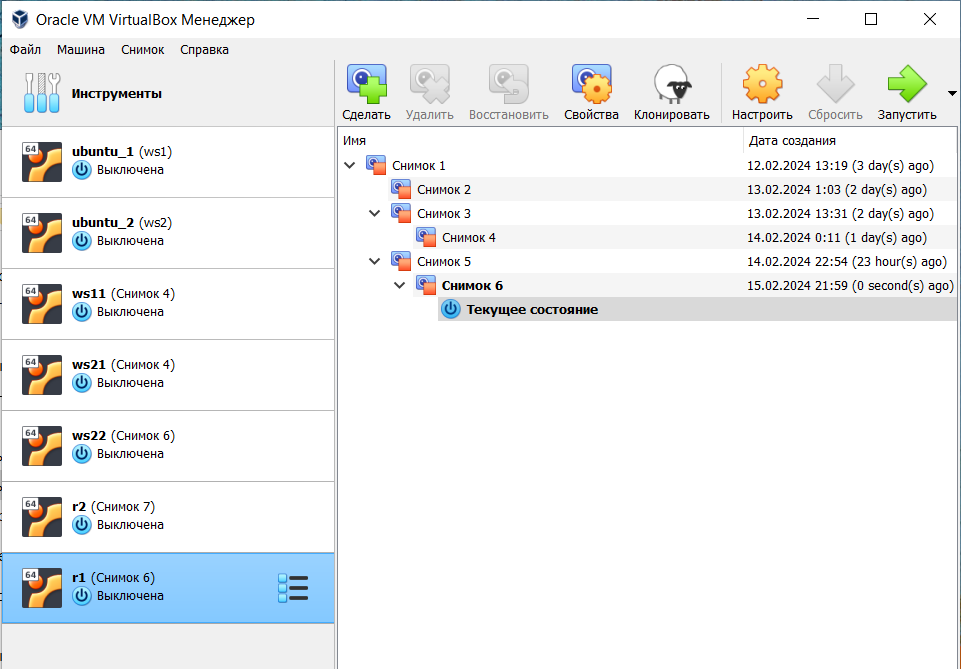 Oracle VM VirtualBox Менеджер
Файл Машина Снимок Справка
Инструменты
Сделать Удалить Восстановить Свойства Клонировать Настроить Сбросить Запустить
64 ubuntu_1 (ws1)
Выключена
64 ubuntu_2 (ws2)
Выключена
64 ws11 (Снимок 4)
Выключена
64 ws21 (Снимок 4)
Выключена
64 ws22 (Снимок 6)
Выключена
64 r2 (Снимок 7)
Выключена
64 r1 (Снимок 6)
Выключена
Имя Дата создания
Снимок 1 12.02.2024 13:19 (3 day(s) ago)
Снимок 2 13.02.2024 1:03 (2 day(s) ago)
Снимок 3 13.02.2024 13:31 (2 day(s) ago)
Снимок 4 14.02.2024 0:11 (1 day(s) ago)
Снимок 5 14.02.2024 22:54 (23 hour(s) ago)
Снимок 6 15.02.2024 21:59 (0 second(s) ago)
Текущее состояние